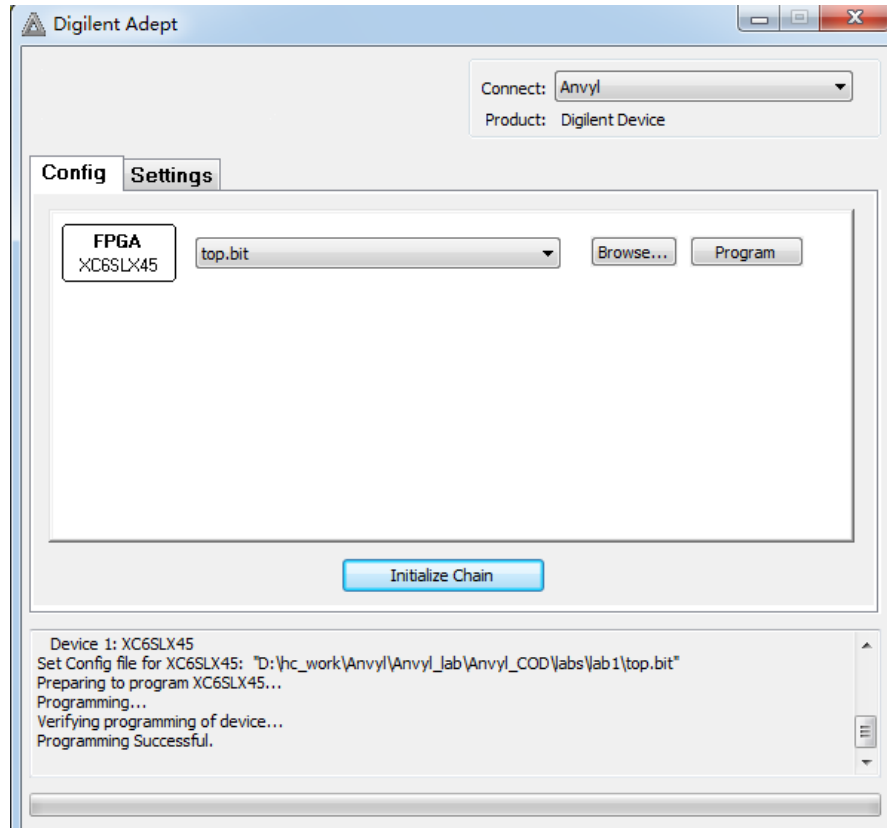 Digilent Adept
Connect: Anvyl
Product: Digilent Device
Config Settings
FPGA
XC6SLX45
top.bit
Browse... Program
Initialize Chain
Device 1: XC6SLX45
Set Config file for XC6SLX45: "D:\hc_work\Anvyl\Anvyl_lab\Anvyl_COD\labs\lab1\top.bit"
Preparing to program XC6SLX45...
Programming...
Verifying programming of device...
Programming Successful.